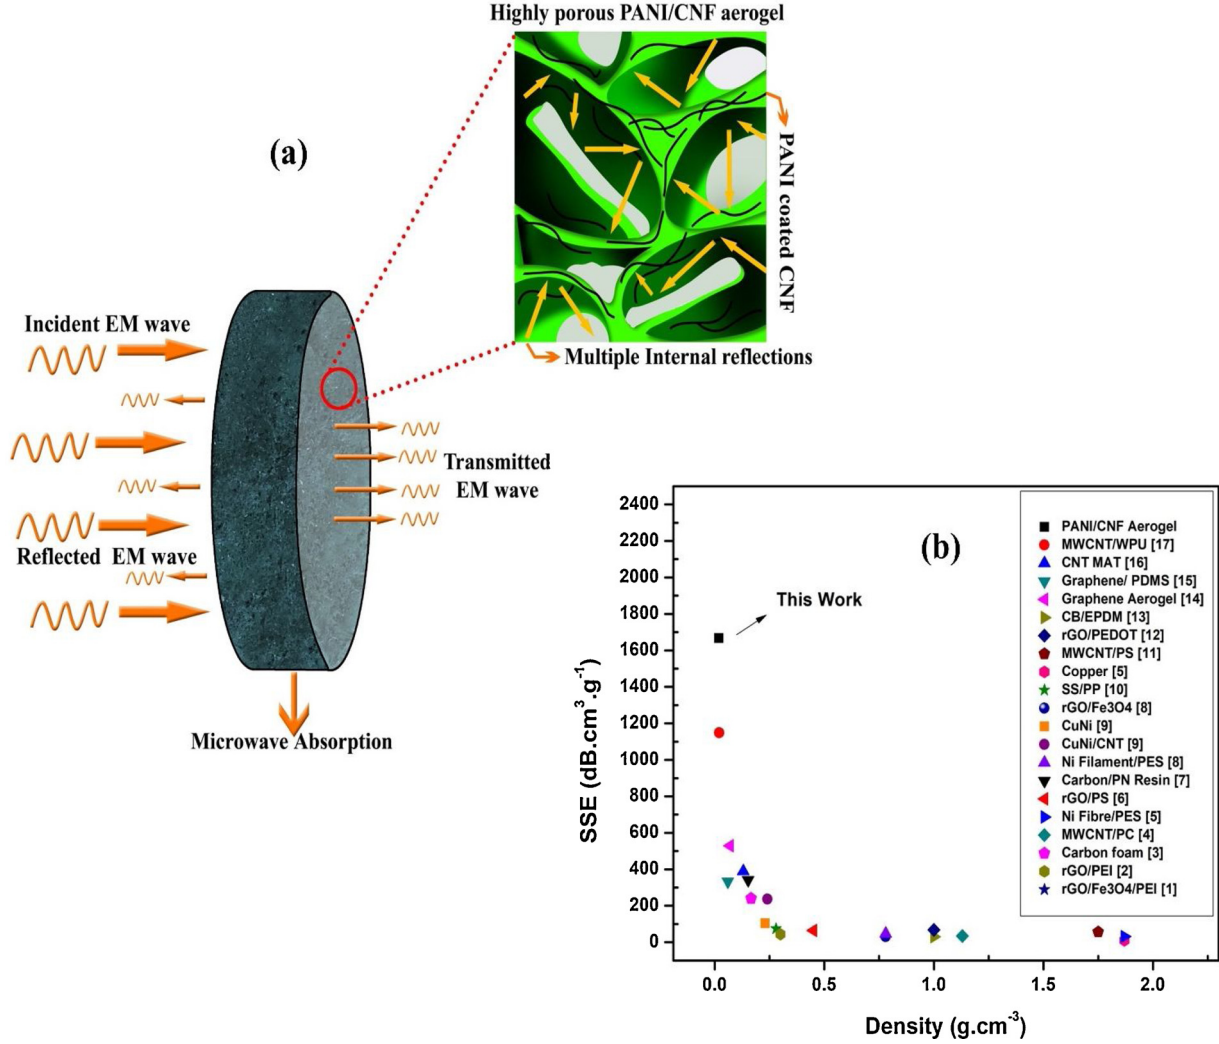 Highly porous PANI/CNF aerogel
(a)
PANI coated CNF
Incident EM wave
Multiple Internal reflections
Transmitted
EM wave
Reflected EM wave
Microwave Absorption
(b)
2400
2200
2000
1800
1600
1400
1200
1000
800
600
400
200
0
SSE (dB.cm³.g⁻¹)
This Work
PANI/CNF Aerogel
MWCNT/WPU [17]
CNT MAT [16]
Graphene/ PDMS [15]
Graphene Aerogel [14]
CB/EPDM [13]
rGO/PEDOT [12]
MWCNT/PS [11]
Copper [5]
SS/PP [10]
rGO/Fe3O4 [8]
CuNi [9]
CuNi/CNT [9]
Ni Filament/PES [8]
Carbon/PN Resin [7]
rGO/PS [6]
Ni Fibre/PES [5]
MWCNT/PC [4]
Carbon foam [3]
rGO/PEI [2]
rGO/Fe3O4/PEI [1]
0.0 0.5 1.0 1.5 2.0
Density (g.cm⁻³)